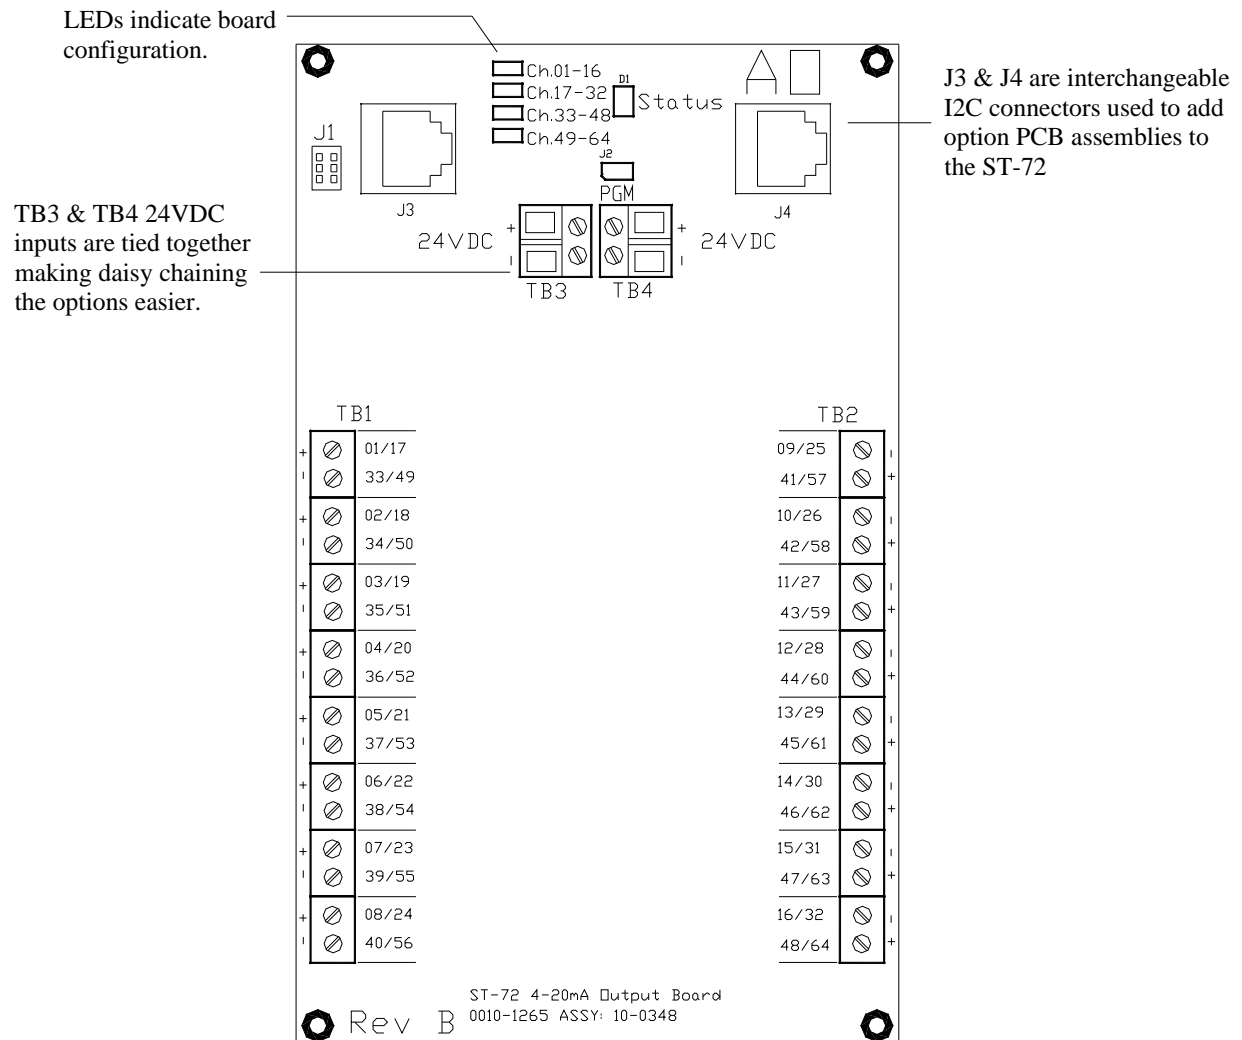 LEDs indicate board
configuration.
Ch.01-16
Ch.17-32
Ch.33-48
Ch.49-64
D1
Status
A
J3 & J4 are interchangeable
I2C connectors used to add
option PCB assemblies to
the ST-72
J1
J2
PGM
J3
J4
TB3 & TB4 24VDC
inputs are tied together
making daisy chaining
the options easier.
24VDC + -
+ - 24VDC
TB3
TB4
TB1
TB2
+ 01/17
- 33/49
+ 02/18
- 34/50
+ 03/19
- 35/51
+ 04/20
- 36/52
+ 05/21
- 37/53
+ 06/22
- 38/54
+ 07/23
- 39/55
+ 08/24
- 40/56
09/25 -
41/57 +
10/26 -
42/58 +
11/27 -
43/59 +
12/28 -
44/60 +
13/29 -
45/61 +
14/30 -
46/62 +
15/31 -
47/63 +
16/32 -
48/64 +
ST-72 4-20mA Output Board
0010-1265 ASSY: 10-0348
Rev B